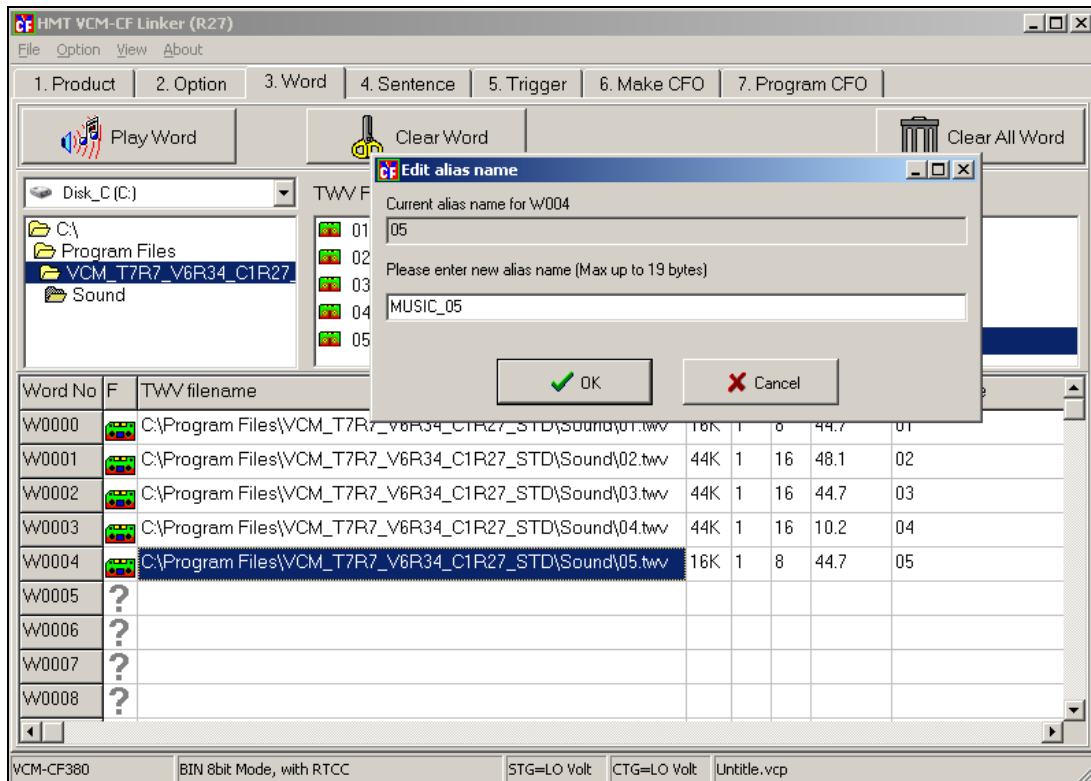 HMT VCM-CF Linker (R27)
File Option View About
1. Product 2. Option 3. Word 4. Sentence 5. Trigger 6. Make CFO 7. Program CFO
Play Word Clear Word Clear All Word
Edit alias name
Disk_C (C:) TWV F
Current alias name for W004
05
C:\
Program Files
VCM_T7R7_V6R34_C1R27_
Sound
01
02
03
04
05
Please enter new alias name (Max up to 19 bytes)
MUSIC_05
OK Cancel
Word No F TWV filename
W0000 C:\Program Files\VCM_T7R7_V6R34_C1R27_STD\Sound\01.twv 16K 1 8 44.7 01
W0001 C:\Program Files\VCM_T7R7_V6R34_C1R27_STD\Sound\02.twv 44K 1 16 48.1 02
W0002 C:\Program Files\VCM_T7R7_V6R34_C1R27_STD\Sound\03.twv 44K 1 16 44.7 03
W0003 C:\Program Files\VCM_T7R7_V6R34_C1R27_STD\Sound\04.twv 44K 1 16 10.2 04
W0004 C:\Program Files\VCM_T7R7_V6R34_C1R27_STD\Sound\05.twv 16K 1 8 44.7 05
W0005 ?
W0006 ?
W0007 ?
W0008 ?
VCM-CF380 BIN 8bit Mode, with RTCC STG=LO Volt CTG=LO Volt Untitle.vcp